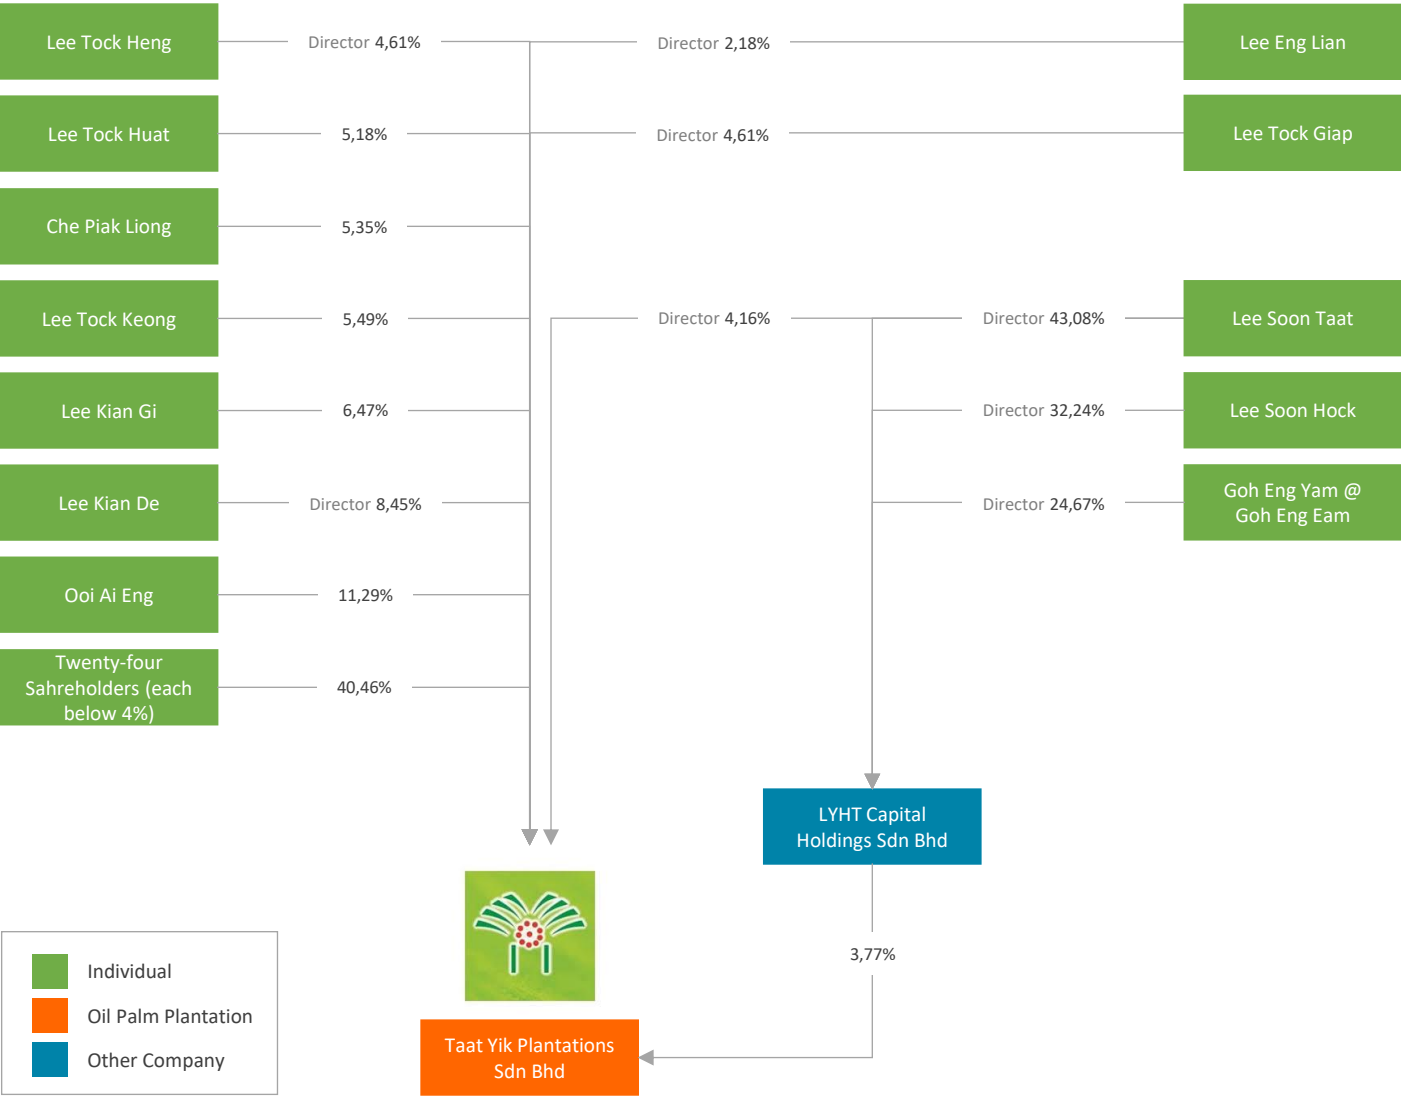 Lee Tock Heng
Director 4,61%
Director 2,18%
Lee Eng Lian
Lee Tock Huat
5,18%
Director 4,61%
Lee Tock Giap
Che Piak Liong
5,35%
Lee Tock Keong
5,49%
Director 4,16%
Director 43,08%
Lee Soon Taat
Lee Kian Gi
6,47%
Director 32,24%
Lee Soon Hock
Lee Kian De
Director 8,45%
Director 24,67%
Goh Eng Yam @
Goh Eng Eam
Ooi Ai Eng
11,29%
Twenty-four
Sahreholders (each
below 4%)
40,46%
LYHT Capital
Holdings Sdn Bhd
3,77%
Taat Yik Plantations
Sdn Bhd
Individual
Oil Palm Plantation
Other Company